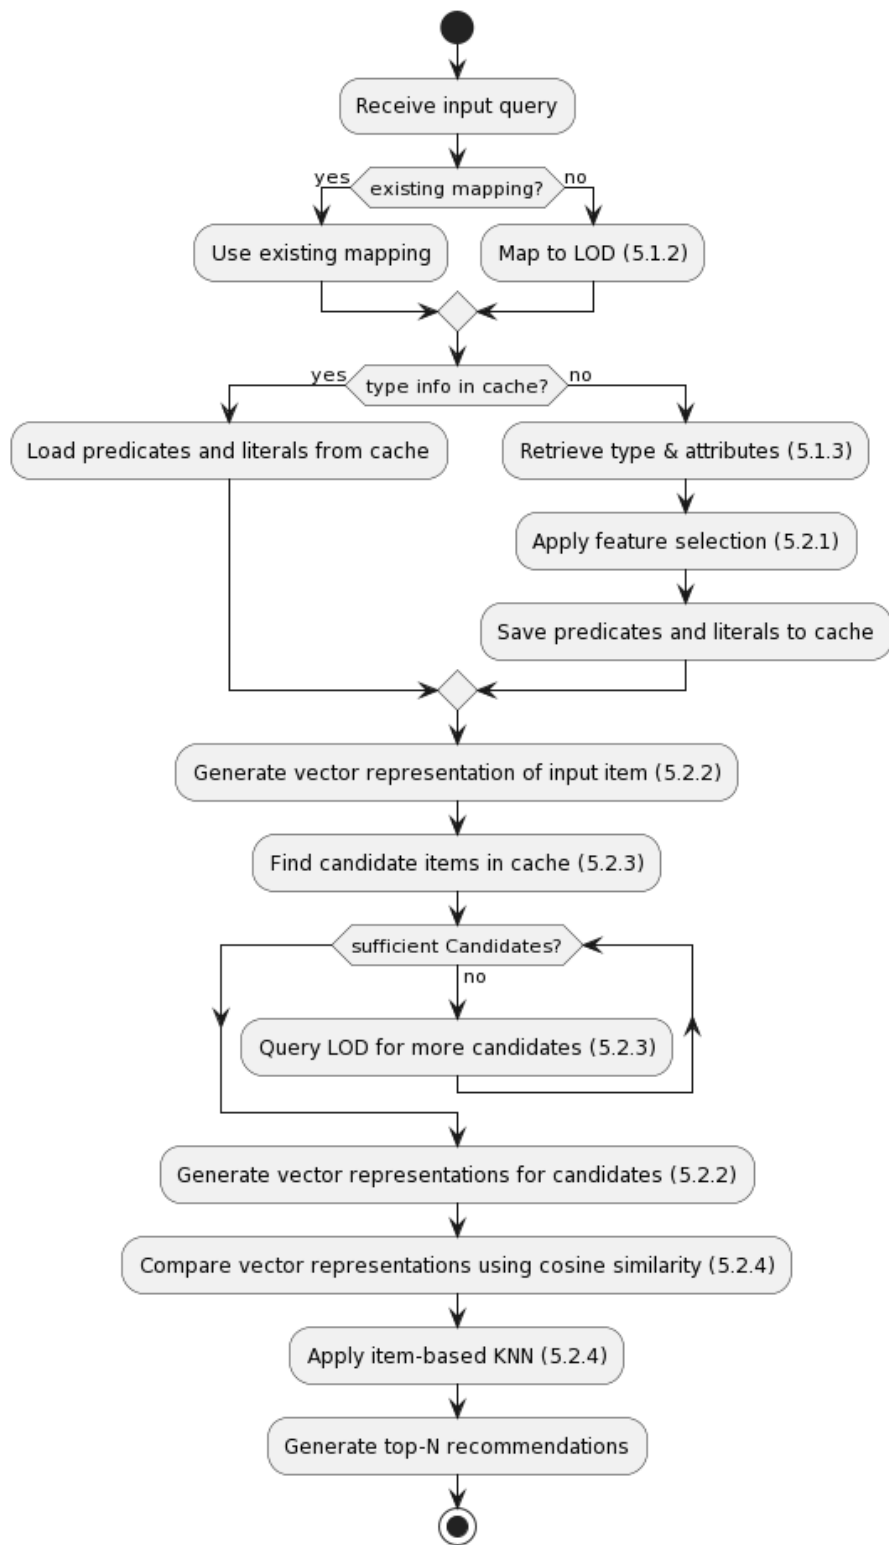 Receive input query
yes
existing mapping?
no
Use existing mapping
Map to LOD (5.1.2)
yes
type info in cache?
no
Load predicates and literals from cache
Retrieve type & attributes (5.1.3)
Apply feature selection (5.2.1)
Save predicates and literals to cache
Generate vector representation of input item (5.2.2)
Find candidate items in cache (5.2.3)
sufficient Candidates?
no
Query LOD for more candidates (5.2.3)
Generate vector representations for candidates (5.2.2)
Compare vector representations using cosine similarity (5.2.4)
Apply item-based KNN (5.2.4)
Generate top-N recommendations